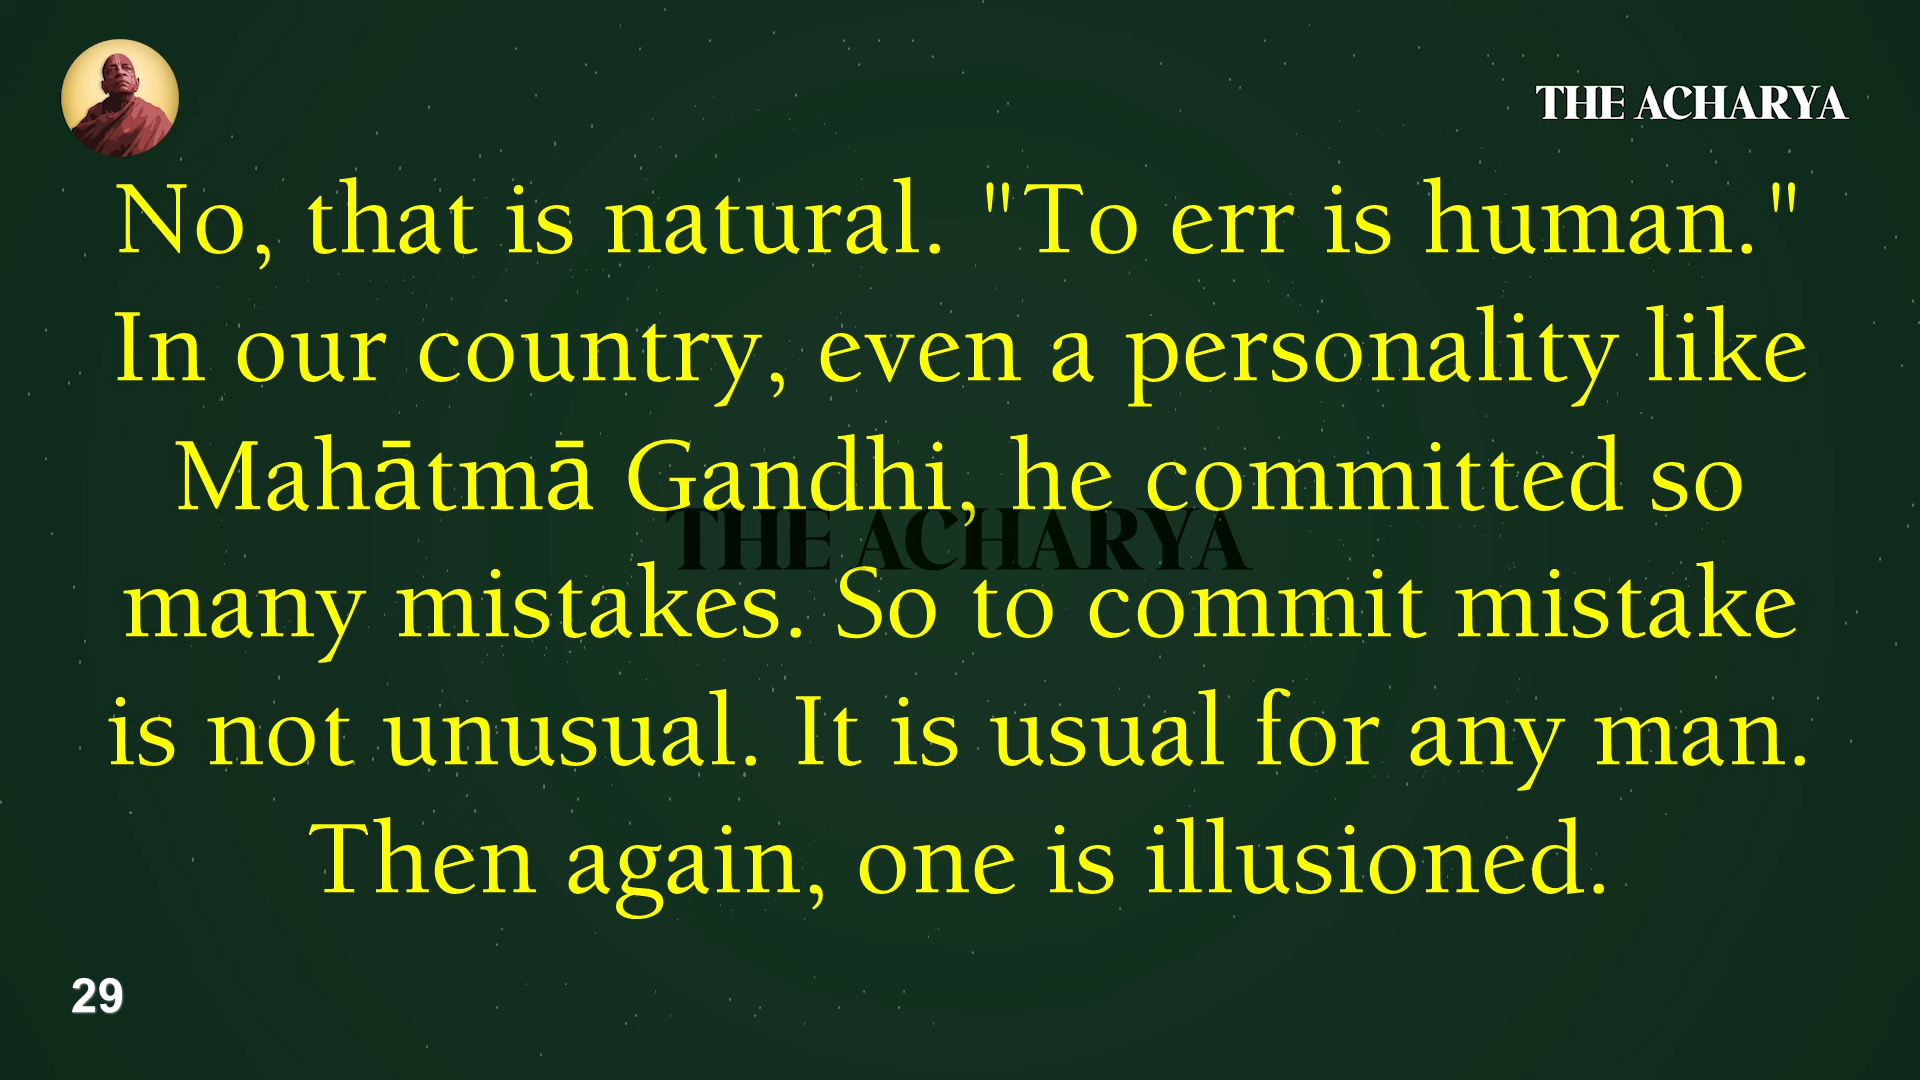 THE ACHARYA
No, that is natural. "To err is human."
In our country, even a personality like
Mahātmā Gandhi, he committed so
THE ACHARYA
many mistakes. So to commit mistake
is not unusual. It is usual for any man.
Then again, one is illusioned.
29